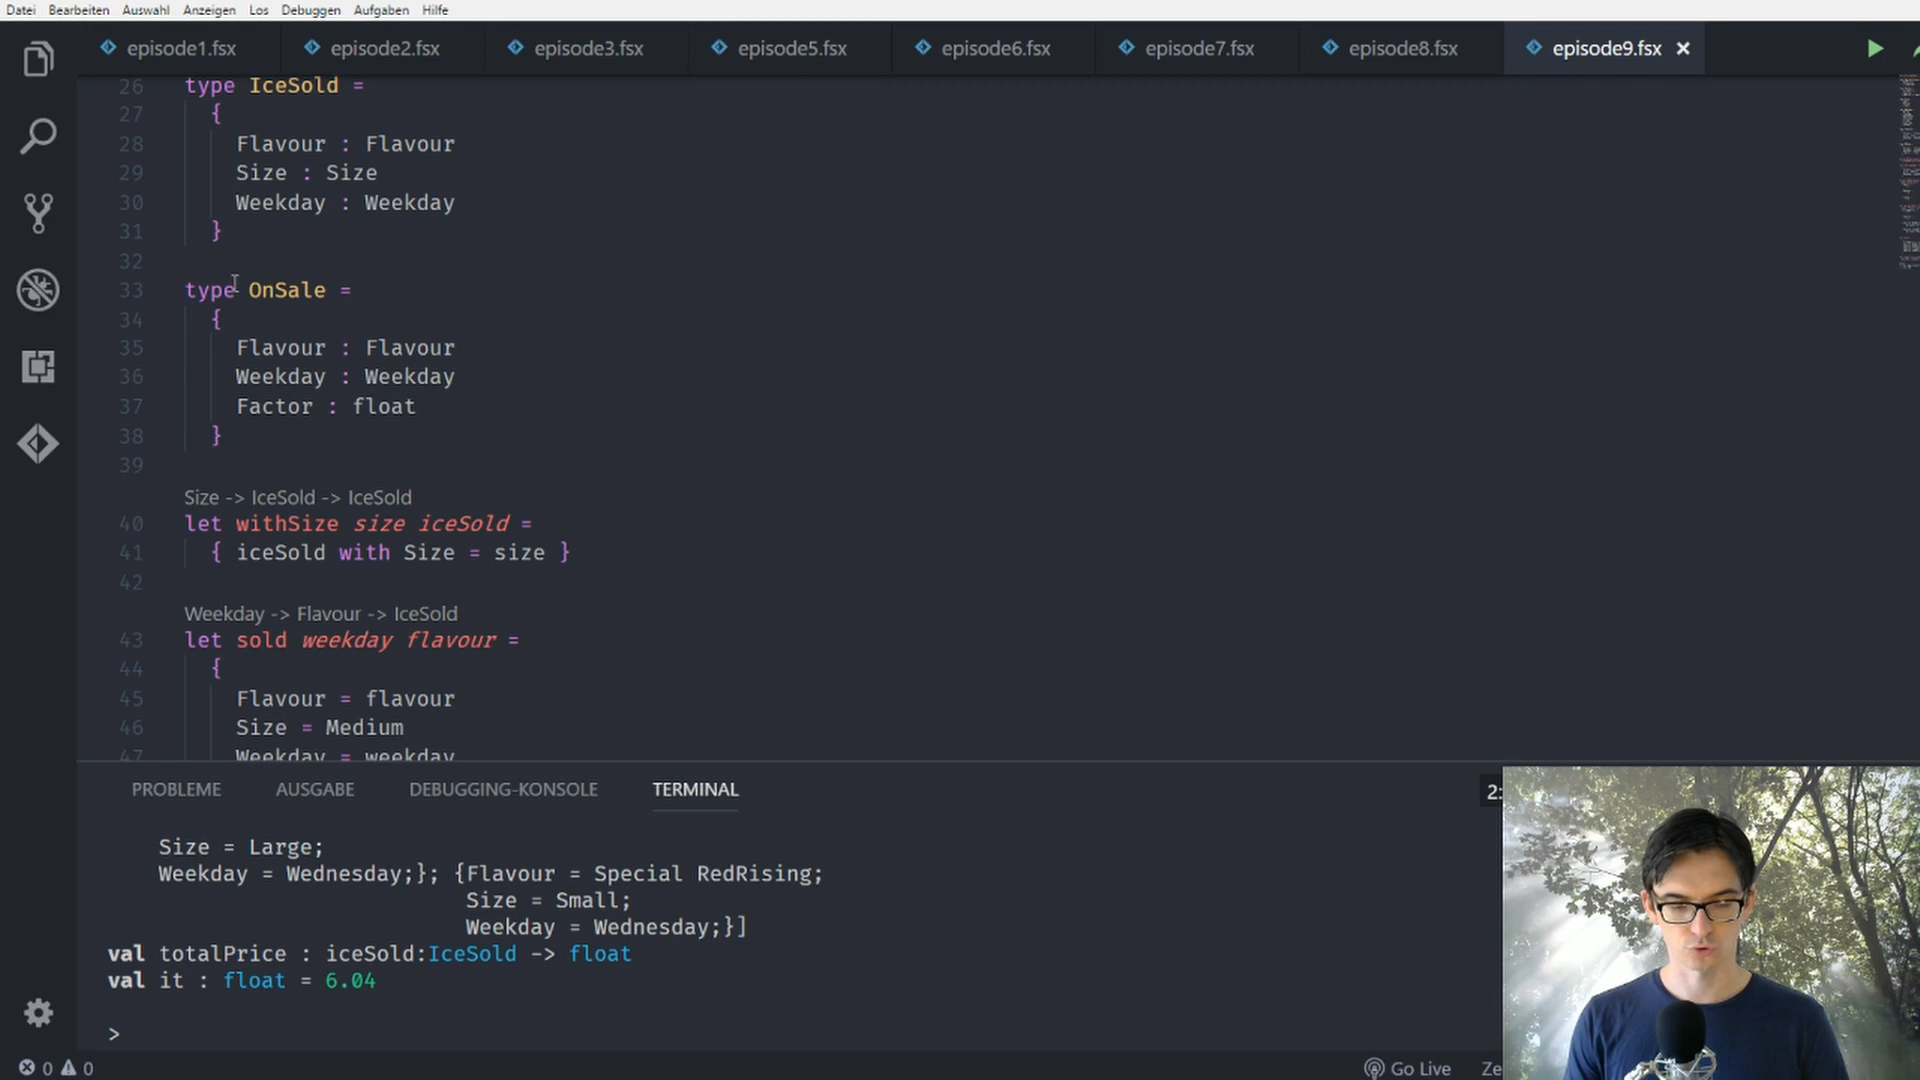 Datei Bearbeiten Auswahl Anzeigen Los Debuggen Aufgaben Hilfe
episode1.fsx episode2.fsx episode3.fsx episode5.fsx episode6.fsx episode7.fsx episode8.fsx episode9.fsx
26 type IceSold =
27 {
28 Flavour : Flavour
29 Size : Size
30 Weekday : Weekday
31 }
32
33 type OnSale =
34 {
35 Flavour : Flavour
36 Weekday : Weekday
37 Factor : float
38 }
39
Size -> IceSold -> IceSold
40 let withSize size iceSold =
41 { iceSold with Size = size }
42
Weekday -> Flavour -> IceSold
43 let sold weekday flavour =
44 {
45 Flavour = flavour
46 Size = Medium
47 Weekday = weekday
PROBLEME AUSGABE DEBUGGING-KONSOLE TERMINAL 2:
Size = Large;
Weekday = Wednesday;}; {Flavour = Special RedRising;
Size = Small;
Weekday = Wednesday;}]
val totalPrice : iceSold:IceSold -> float
val it : float = 6.04
>
0 0 Go Live Ze